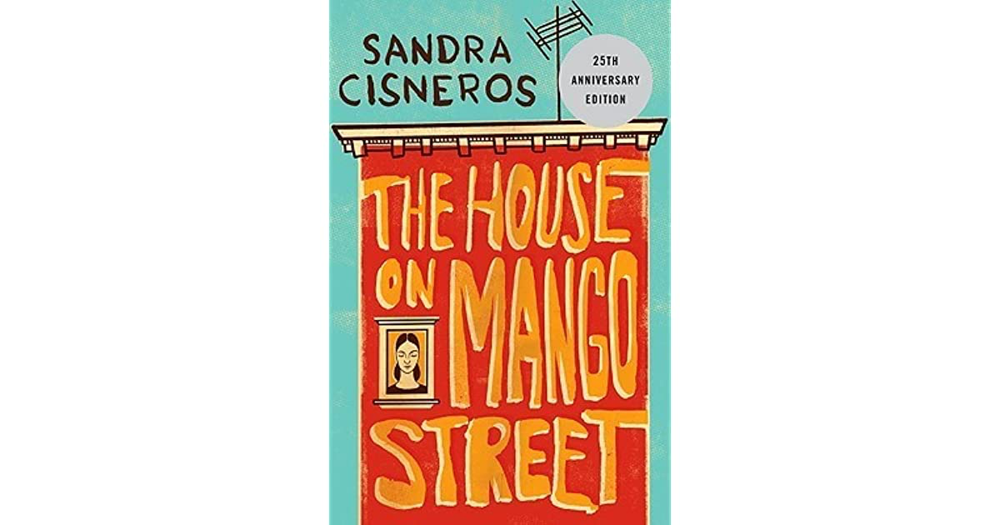 SANDRA
CISNEROS
25TH
ANNIVERSARY
EDITION
THE HOUSE
ON MANGO
STREET